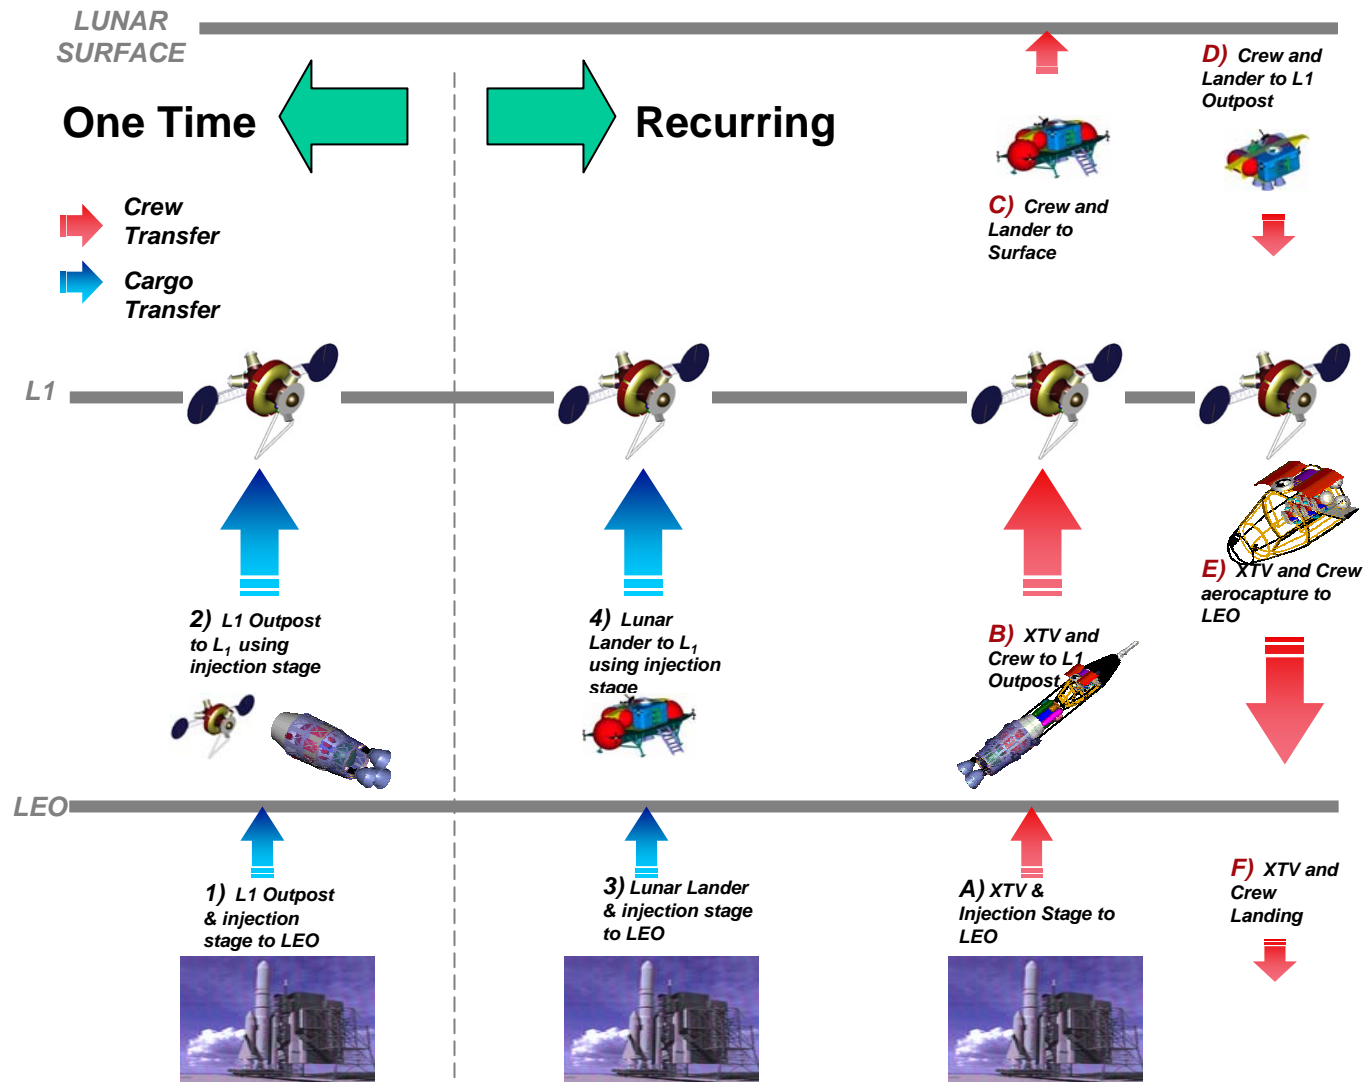 LUNAR
SURFACE
One Time
Recurring
Crew
Transfer
Cargo
Transfer
D) Crew and
Lander to L1
Outpost
C) Crew and
Lander to
Surface
L1
2) L1 Outpost
to L1 using
injection stage
4) Lunar
Lander to L1
using injection
stage
B) XTV and
Crew to L1
Outpost
E) XTV and Crew
aerocapture to
LEO
LEO
1) L1 Outpost
& injection
stage to LEO
3) Lunar Lander
& injection stage
to LEO
A) XTV &
Injection Stage to
LEO
F) XTV and
Crew
Landing